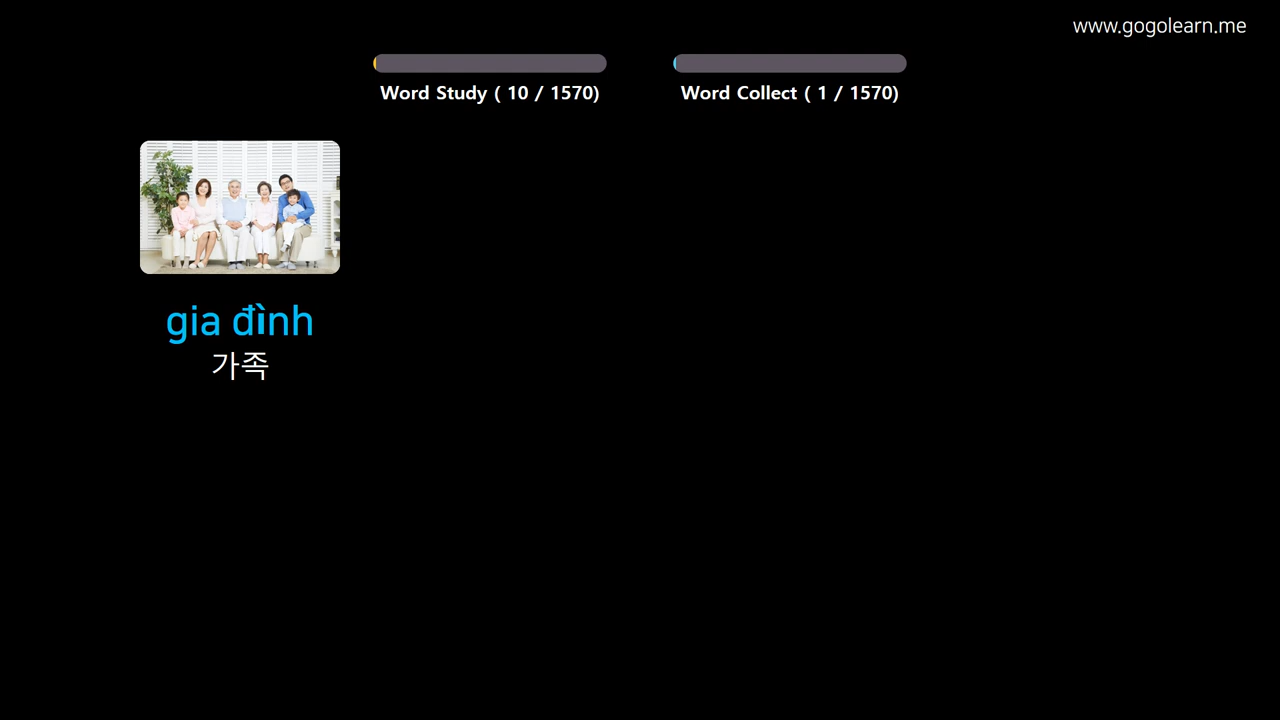 www.gogolearn.me
Word Study ( 10 / 1570)
Word Collect ( 1 / 1570)
gia đình
가족